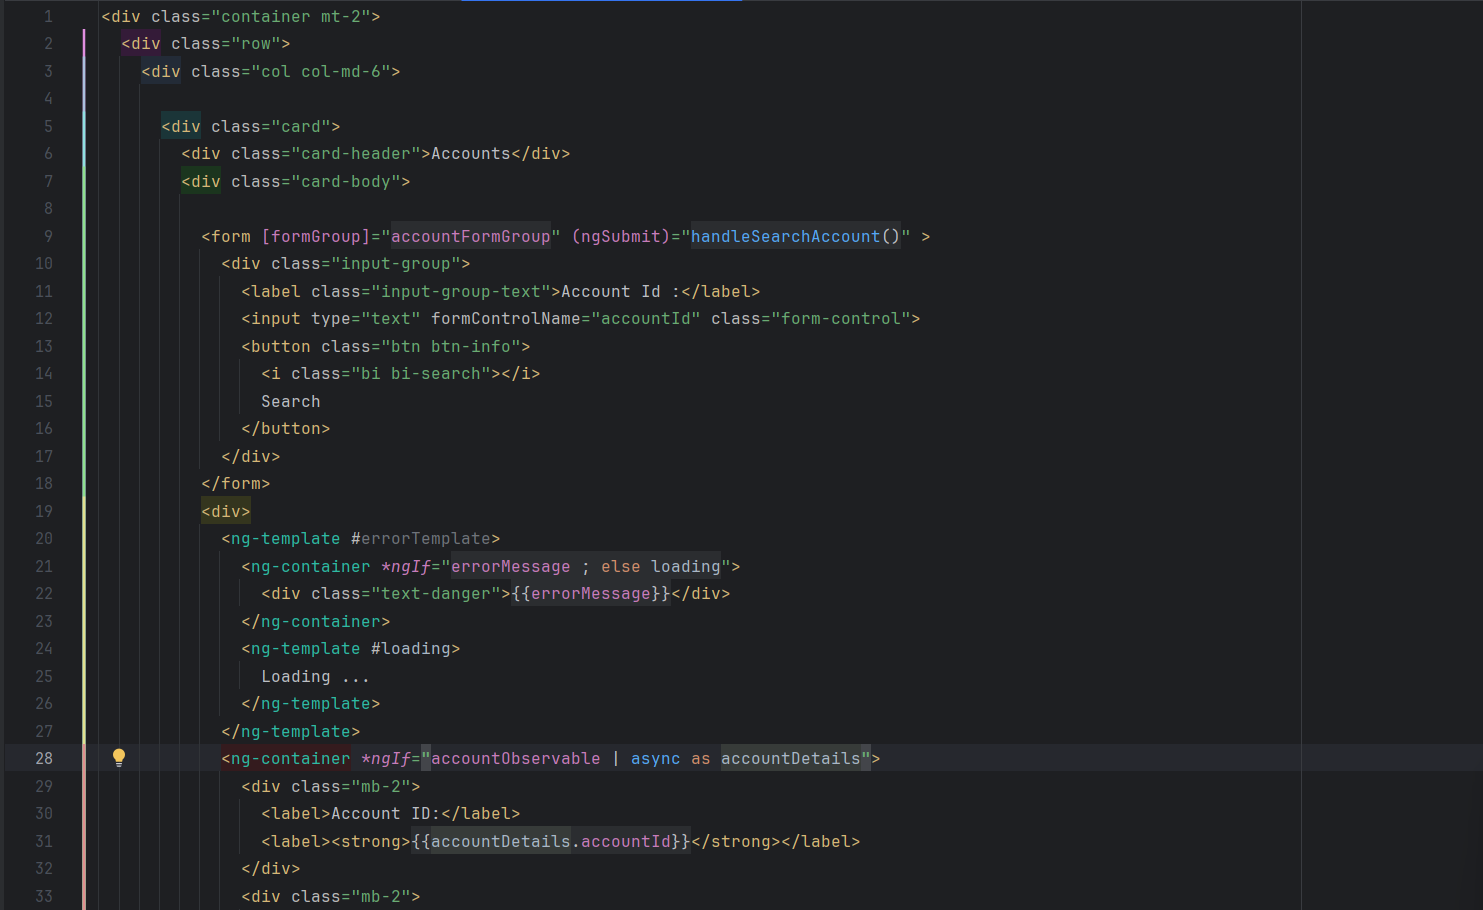 1 <div class="container mt-2">
2 <div class="row">
3 <div class="col col-md-6">
4
5 <div class="card">
6 <div class="card-header">Accounts</div>
7 <div class="card-body">
8
9 <form [formGroup]="accountFormGroup" (ngSubmit)="handleSearchAccount()" >
10 <div class="input-group">
11 <label class="input-group-text">Account Id :</label>
12 <input type="text" formControlName="accountId" class="form-control">
13 <button class="btn btn-info">
14 <i class="bi bi-search"></i>
15 Search
16 </button>
17 </div>
18 </form>
19 <div>
20 <ng-template #errorTemplate>
21 <ng-container *ngIf="errorMessage ; else loading">
22 <div class="text-danger">{{errorMessage}}</div>
23 </ng-container>
24 <ng-template #loading>
25 Loading ...
26 </ng-template>
27 </ng-template>
28 <ng-container *ngIf="accountObservable | async as accountDetails">
29 <div class="mb-2">
30 <label>Account ID:</label>
31 <label><strong>{{accountDetails.accountId}}</strong></label>
32 </div>
33 <div class="mb-2">